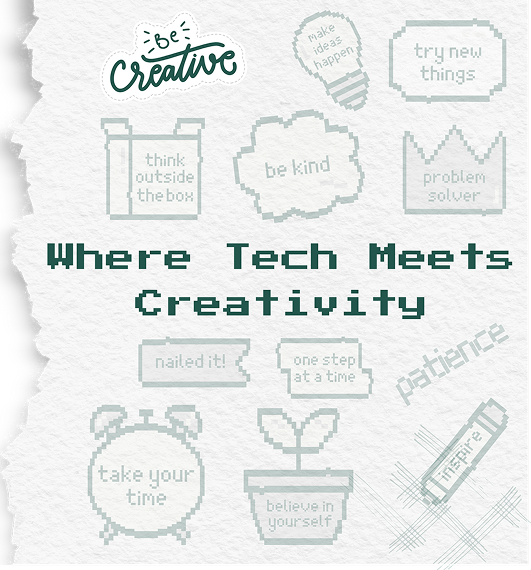 Be
Creative
make
ideas
happen
try new
things
think
outside
the box
be kind
problem
solver
Where Tech Meets
Creativity
nailed it!
one step
at a time
patience
take your
time
believe in
yourself
inspire